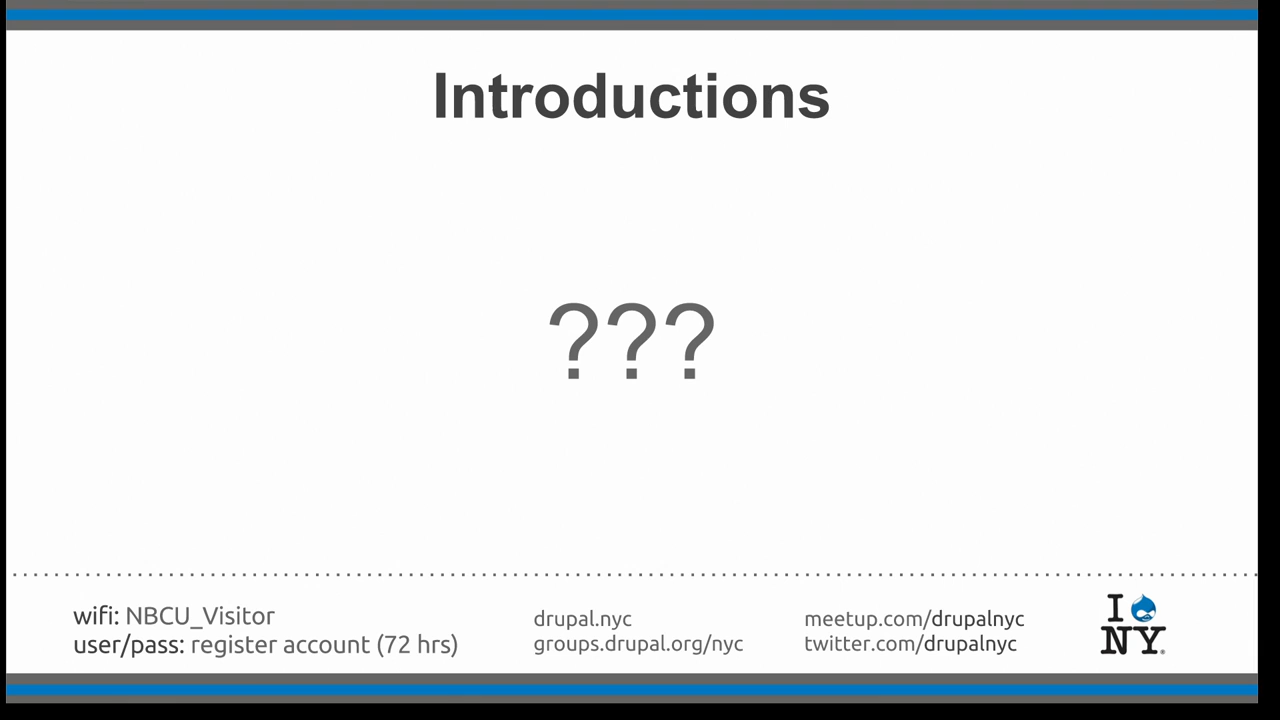 Introductions
???
wifi: NBCU_Visitor
user/pass: register account (72 hrs)
drupal.nyc
groups.drupal.org/nyc
meetup.com/drupalnyc
twitter.com/drupalnyc
I
NY®